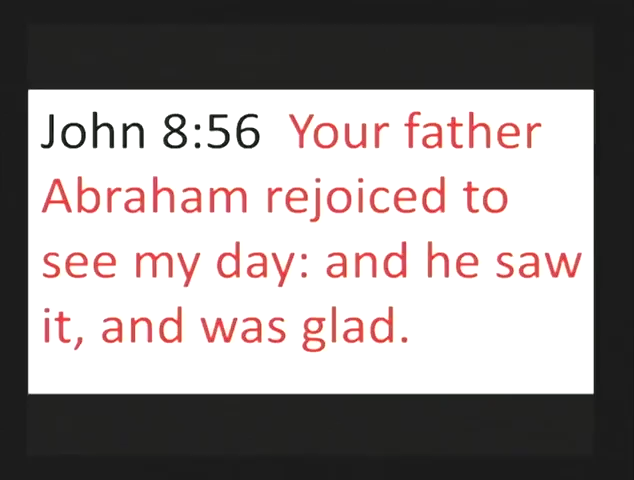 John 8:56  Your father
Abraham rejoiced to
see my day: and he saw
it, and was glad.